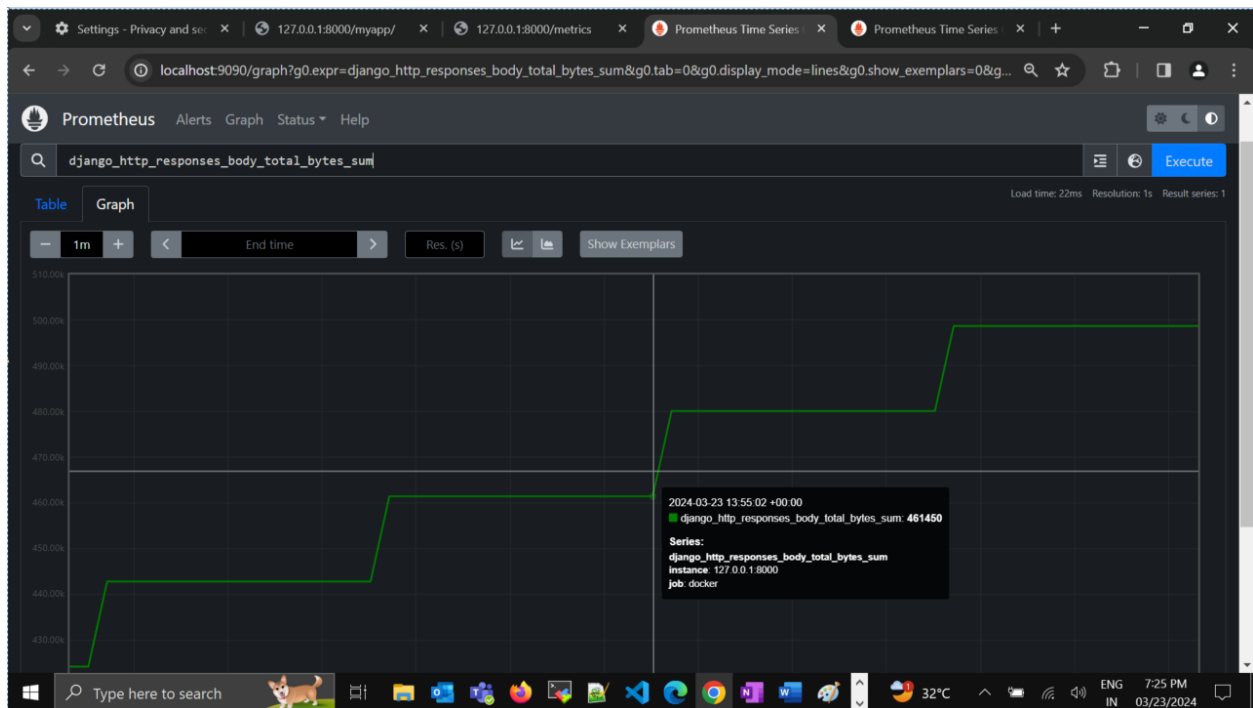 Settings - Privacy and sec
127.0.0.1:8000/myapp/
127.0.0.1:8000/metrics
Prometheus Time Series
Prometheus Time Series
localhost:9090/graph?g0.expr=django_http_responses_body_total_bytes_sum&g0.tab=0&g0.display_mode=lines&g0.show_exemplars=0&g...
Prometheus Alerts Graph Status Help
django_http_responses_body_total_bytes_sum
Execute
Table Graph
Load time: 22ms Resolution: 1s Result series: 1
1m End time Res. (s) Show Exemplars
510.00k
500.00k
490.00k
480.00k
470.00k
460.00k
450.00k
440.00k
430.00k
2024-03-23 13:55:02 +00:00
django_http_responses_body_total_bytes_sum: 461450
Series:
django_http_responses_body_total_bytes_sum
instance: 127.0.0.1:8000
job: docker
Type here to search
32°C
ENG
IN
7:25 PM
03/23/2024